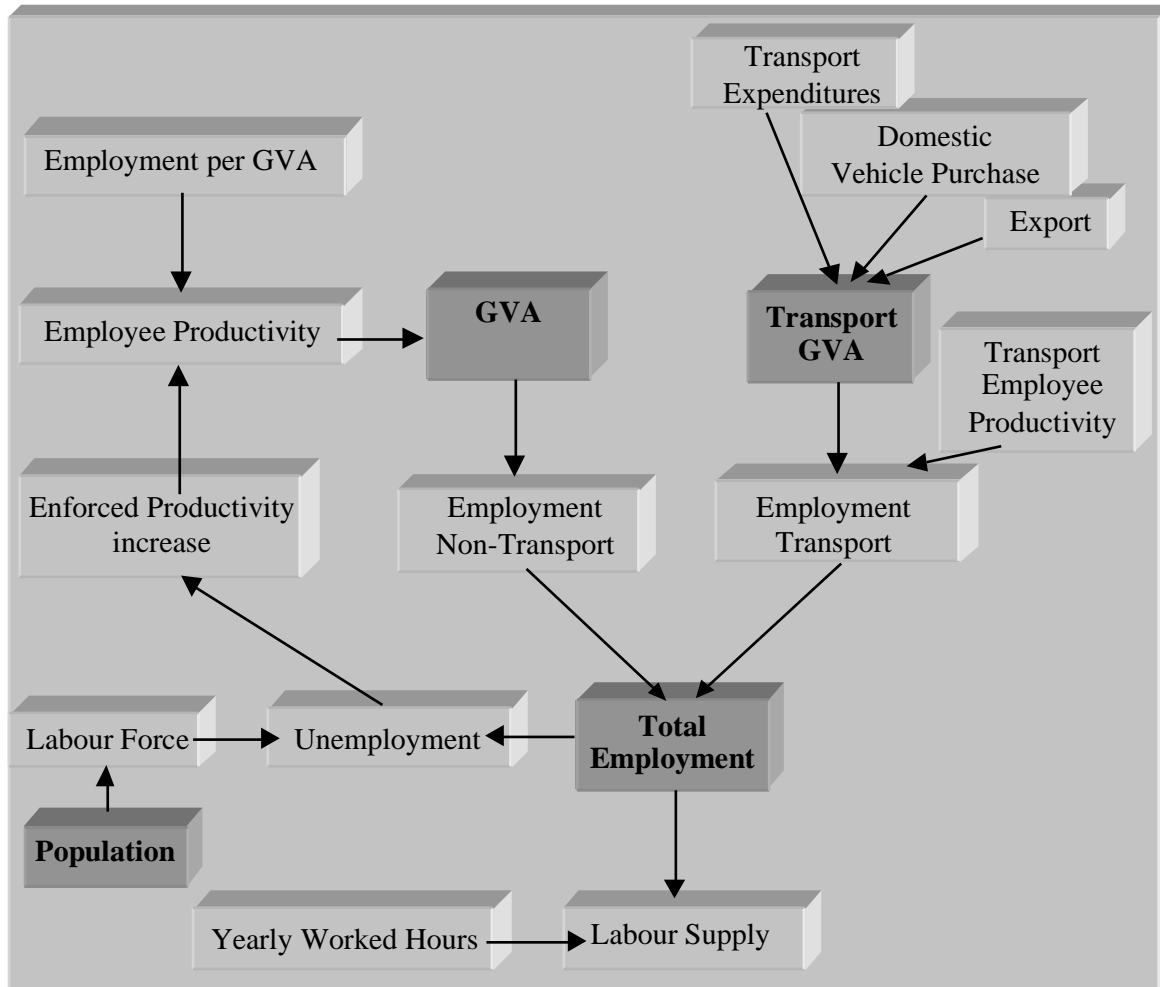 Transport
Expenditures
Domestic
Vehicle Purchase
Export
Employment per GVA
Employee Productivity
GVA
Transport
GVA
Transport
Employee
Productivity
Enforced Productivity
increase
Employment
Non-Transport
Employment
Transport
Labour Force
Unemployment
Total
Employment
Population
Yearly Worked Hours
Labour Supply